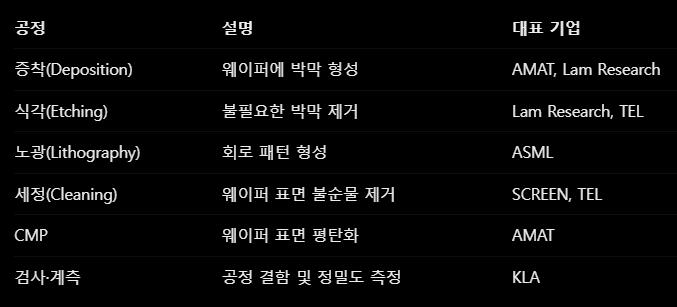 공정 설명 대표 기업
증착(Deposition) 웨이퍼에 박막 형성 AMAT, Lam Research
식각(Etching) 불필요한 박막 제거 Lam Research, TEL
노광(Lithography) 회로 패턴 형성 ASML
세정(Cleaning) 웨이퍼 표면 불순물 제거 SCREEN, TEL
CMP 웨이퍼 표면 평탄화 AMAT
검사·계측 공정 결함 및 정밀도 측정 KLA